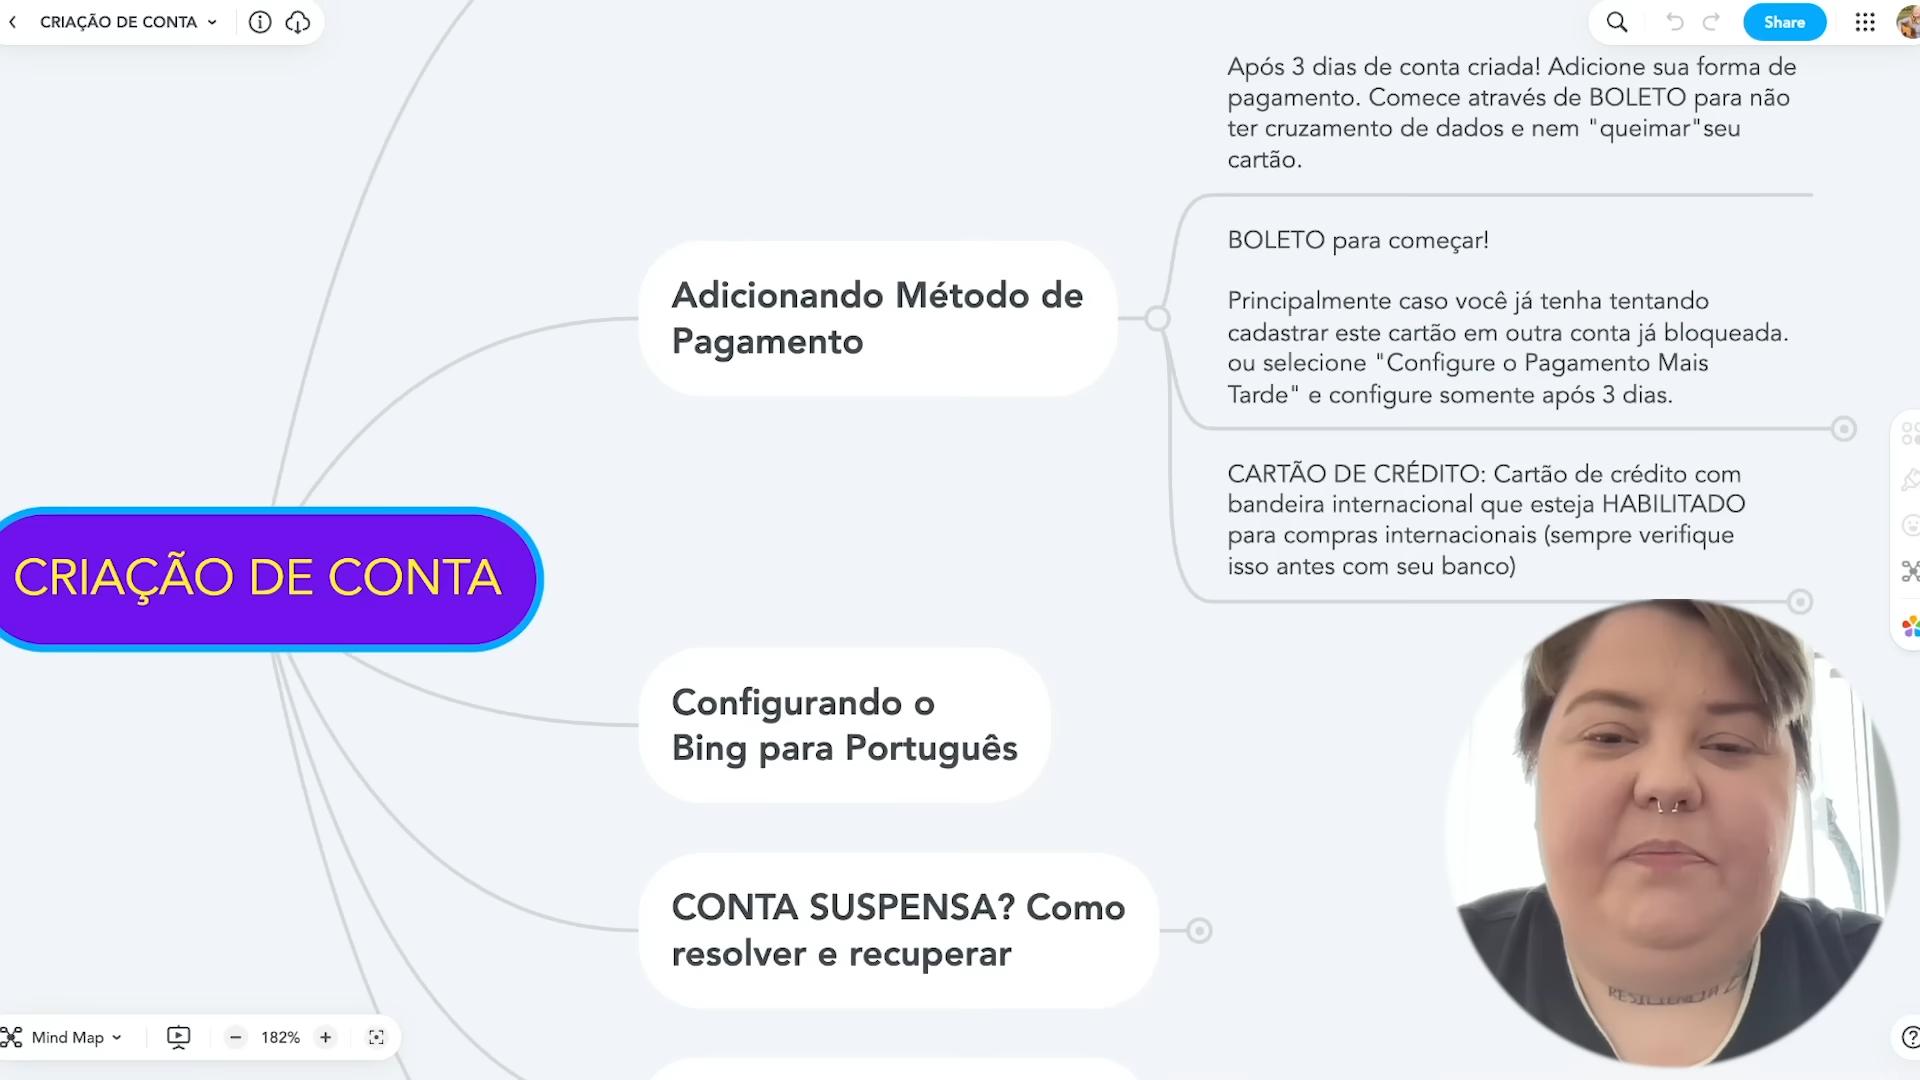 CRIAÇÃO DE CONTA
Share
Após 3 dias de conta criada! Adicione sua forma de
pagamento. Comece através de BOLETO para não
ter cruzamento de dados e nem "queimar"seu
cartão.
Adicionando Método de
Pagamento
BOLETO para começar!
Principalmente caso você já tenha tentando
cadastrar este cartão em outra conta já bloqueada.
ou selecione "Configure o Pagamento Mais
Tarde" e configure somente após 3 dias.
CARTÃO DE CRÉDITO: Cartão de crédito com
bandeira internacional que esteja HABILITADO
para compras internacionais (sempre verifique
isso antes com seu banco)
CRIAÇÃO DE CONTA
Configurando o
Bing para Português
CONTA SUSPENSA? Como
resolver e recuperar
RESILIENCIA
Mind Map
182%